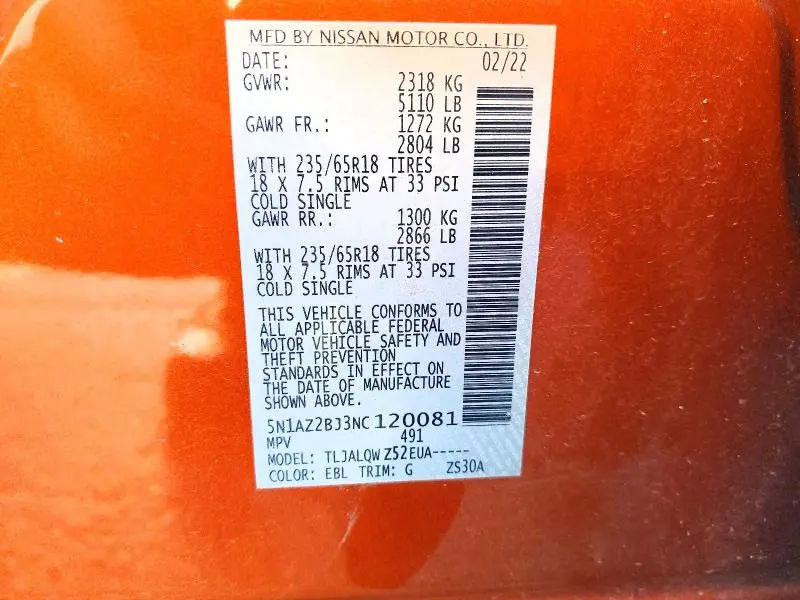 MFD BY NISSAN MOTOR CO., LTD.
DATE: 02/22
GVWR: 2318 KG
5110 LB
GAWR FR.: 1272 KG
2804 LB
WITH 235/65R18 TIRES
18 X 7.5 RIMS AT 33 PSI
COLD SINGLE
GAWR RR.: 1300 KG
2866 LB
WITH 235/65R18 TIRES
18 X 7.5 RIMS AT 33 PSI
COLD SINGLE
THIS VEHICLE CONFORMS TO
ALL APPLICABLE FEDERAL
MOTOR VEHICLE SAFETY AND
THEFT PREVENTION
STANDARDS IN EFFECT ON
THE DATE OF MANUFACTURE
SHOWN ABOVE.
5N1AZ2BJ3NC120081
MPV 491
MODEL: TLJALQW Z52EUA-----
COLOR: EBL TRIM: G ZS30A